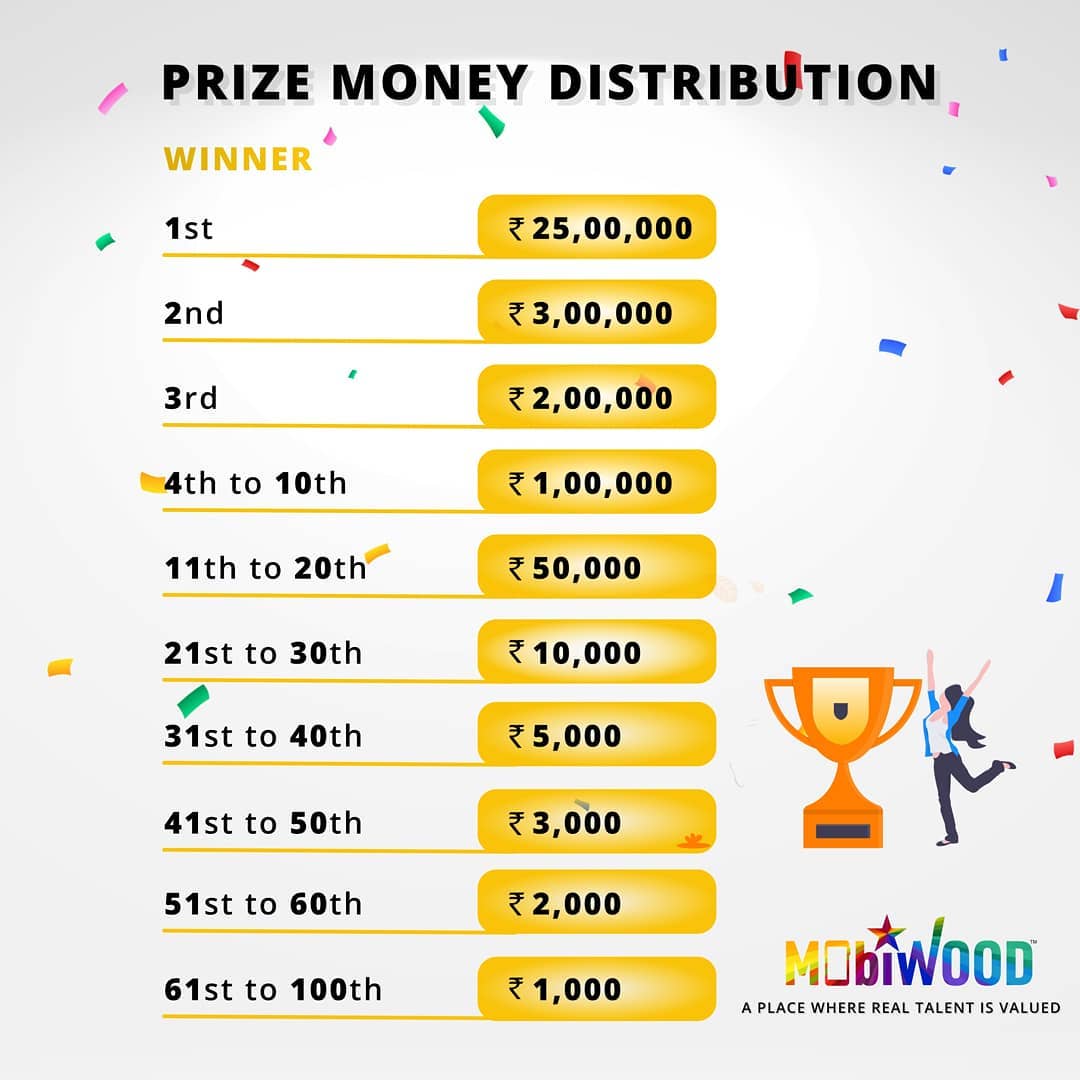 PRIZE MONEY DISTRIBUTION
WINNER
1st ₹ 25,00,000
2nd ₹ 3,00,000
3rd ₹ 2,00,000
4th to 10th ₹ 1,00,000
11th to 20th ₹ 50,000
21st to 30th ₹ 10,000
31st to 40th ₹ 5,000
41st to 50th ₹ 3,000
51st to 60th ₹ 2,000
61st to 100th ₹ 1,000
MObiWOOD™
A PLACE WHERE REAL TALENT IS VALUED